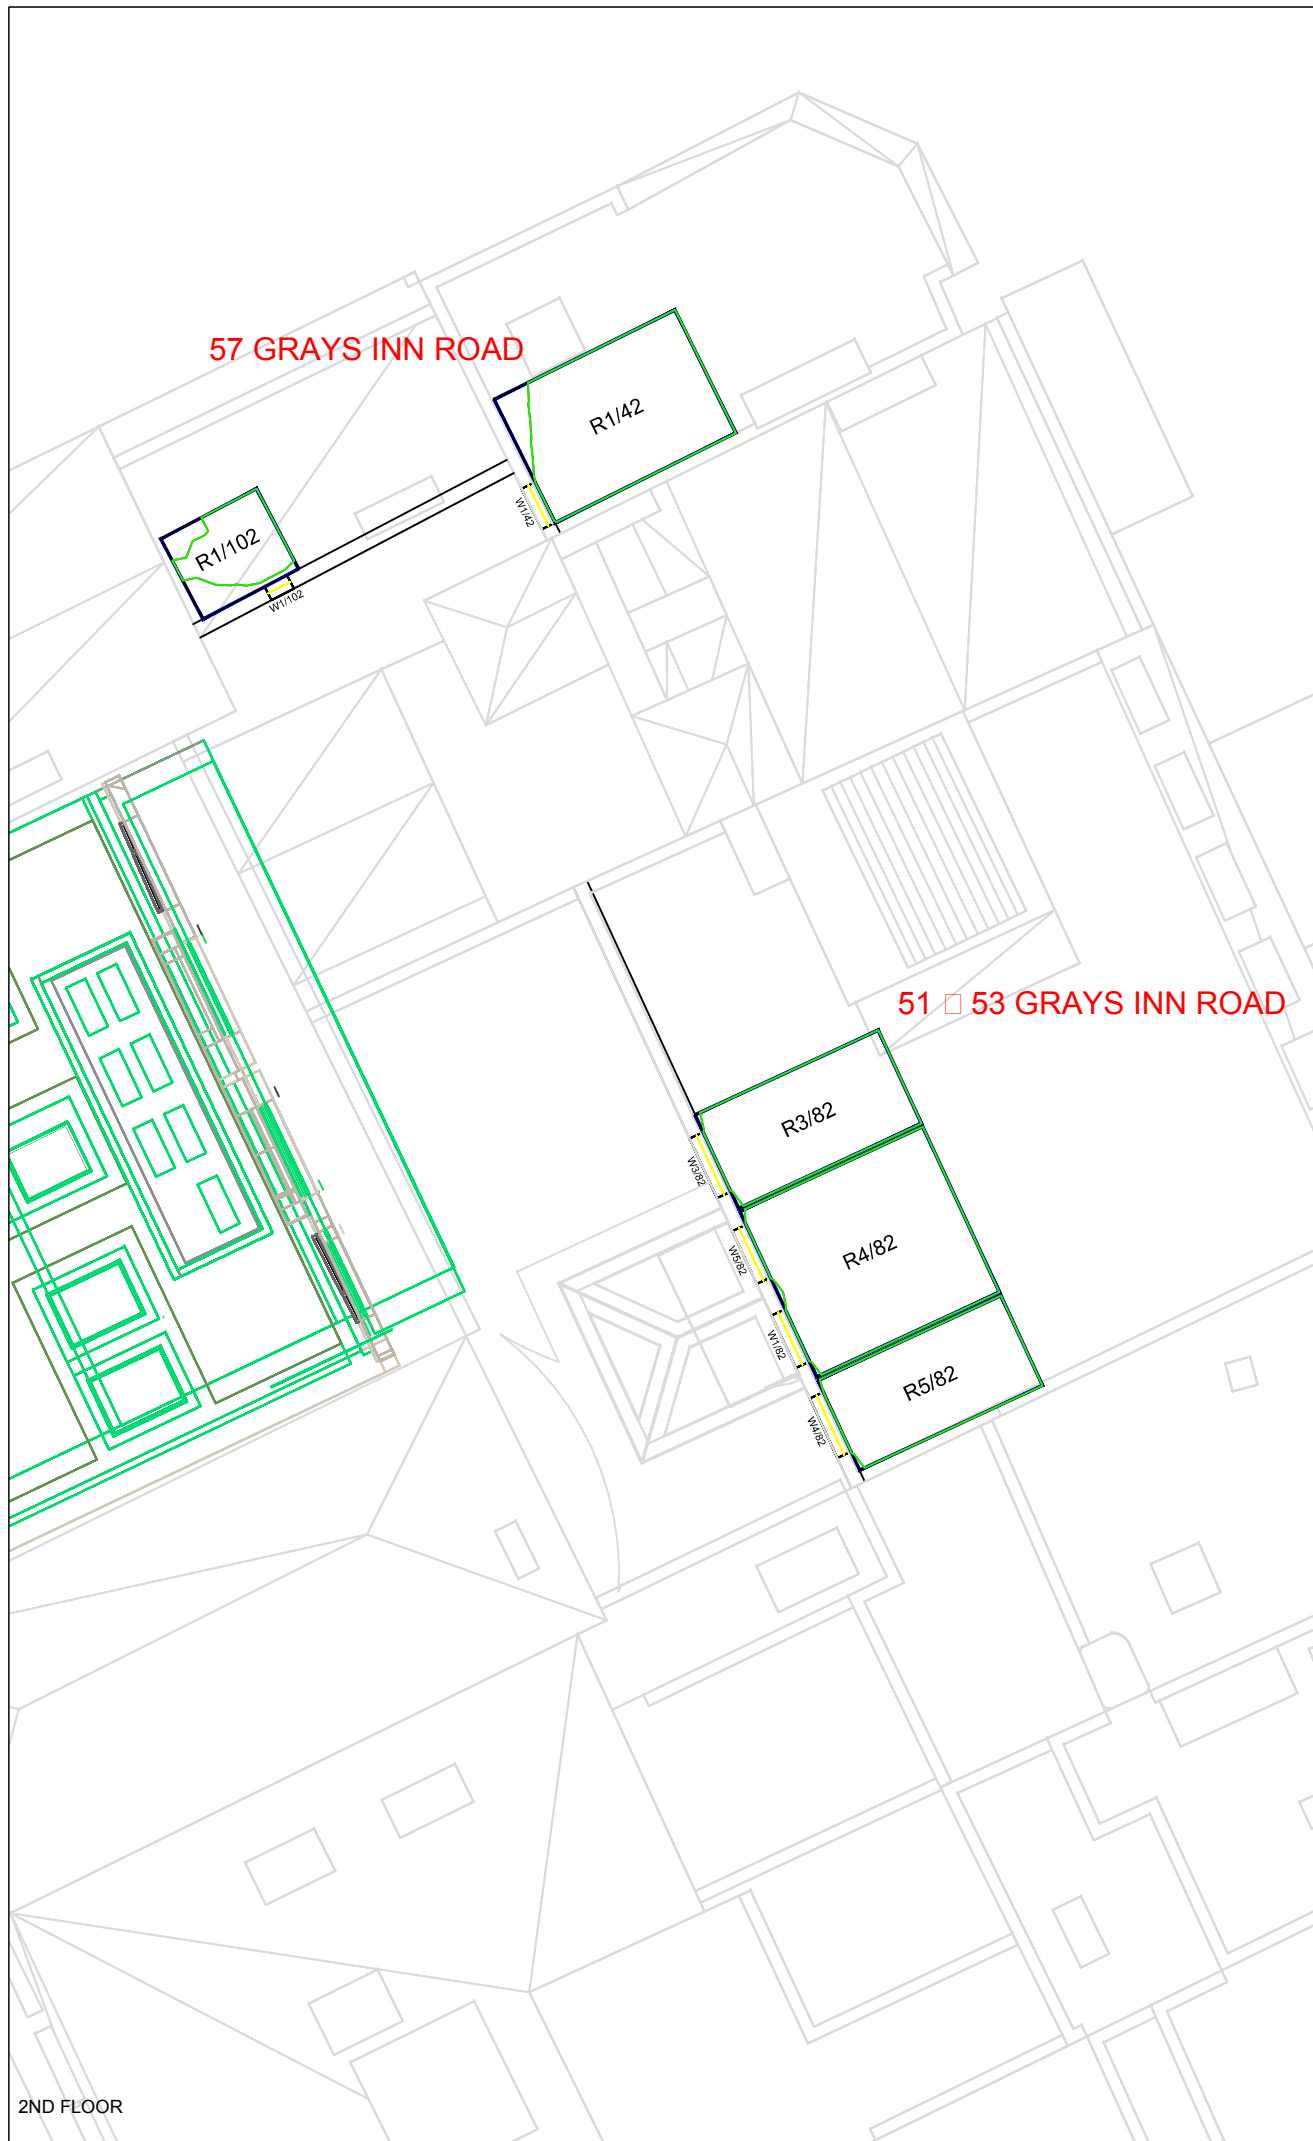 57 GRAYS INN ROAD
R1/42
W1/42
R1/102
W1/102
51 □ 53 GRAYS INN ROAD
R3/82
W3/82
R4/82
W5/82
W1/82
R5/82
W4/82
2ND FLOOR